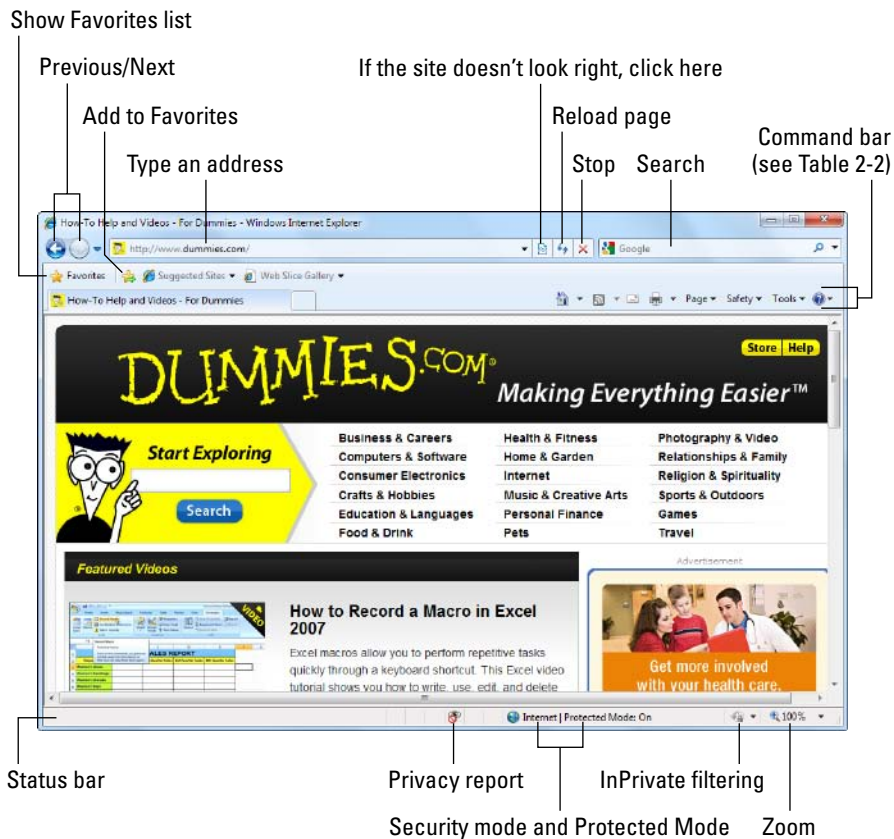 Show Favorites list
Previous/Next
If the site doesn't look right, click here
Add to Favorites
Reload page
Command bar
(see Table 2-2)
Type an address
Stop
Search
How-To Help and Videos - For Dummies - Windows Internet Explorer
http://www.dummies.com/
Google
Favorites
Suggested Sites
Web Slice Gallery
How-To Help and Videos - For Dummies
Page
Safety
Tools
DUMMIES.COM®
Store
Help
Making Everything Easier™
Start Exploring
Search
Business & Careers
Health & Fitness
Photography & Video
Computers & Software
Home & Garden
Relationships & Family
Consumer Electronics
Internet
Religion & Spirituality
Crafts & Hobbies
Music & Creative Arts
Sports & Outdoors
Education & Languages
Personal Finance
Games
Food & Drink
Pets
Travel
Featured Videos
Advertisement
VIDEO
ALES REPORT
How to Record a Macro in Excel
2007
Excel macros allow you to perform repetitive tasks
quickly through a keyboard shortcut. This Excel video
tutorial shows you how to write, use, edit, and delete
Get more involved
with your health care.
Internet | Protected Mode: On
100%
Status bar
Privacy report
InPrivate filtering
Security mode and Protected Mode
Zoom